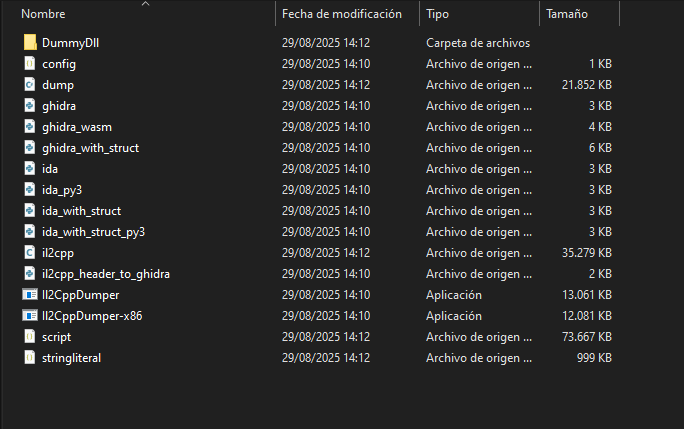 Nombre Fecha de modificación Tipo Tamaño
DummyDll 29/08/2025 14:12 Carpeta de archivos
config 29/08/2025 14:10 Archivo de origen ... 1 KB
dump 29/08/2025 14:12 Archivo de origen ... 21.852 KB
ghidra 29/08/2025 14:10 Archivo de origen ... 3 KB
ghidra_wasm 29/08/2025 14:10 Archivo de origen ... 4 KB
ghidra_with_struct 29/08/2025 14:10 Archivo de origen ... 6 KB
ida 29/08/2025 14:10 Archivo de origen ... 3 KB
ida_py3 29/08/2025 14:10 Archivo de origen ... 3 KB
ida_with_struct 29/08/2025 14:10 Archivo de origen ... 3 KB
ida_with_struct_py3 29/08/2025 14:10 Archivo de origen ... 3 KB
il2cpp 29/08/2025 14:12 Archivo de origen ... 35.279 KB
il2cpp_header_to_ghidra 29/08/2025 14:10 Archivo de origen ... 2 KB
Il2CppDumper 29/08/2025 14:10 Aplicación 13.061 KB
Il2CppDumper-x86 29/08/2025 14:10 Aplicación 12.081 KB
script 29/08/2025 14:12 Archivo de origen ... 73.667 KB
stringliteral 29/08/2025 14:12 Archivo de origen ... 999 KB